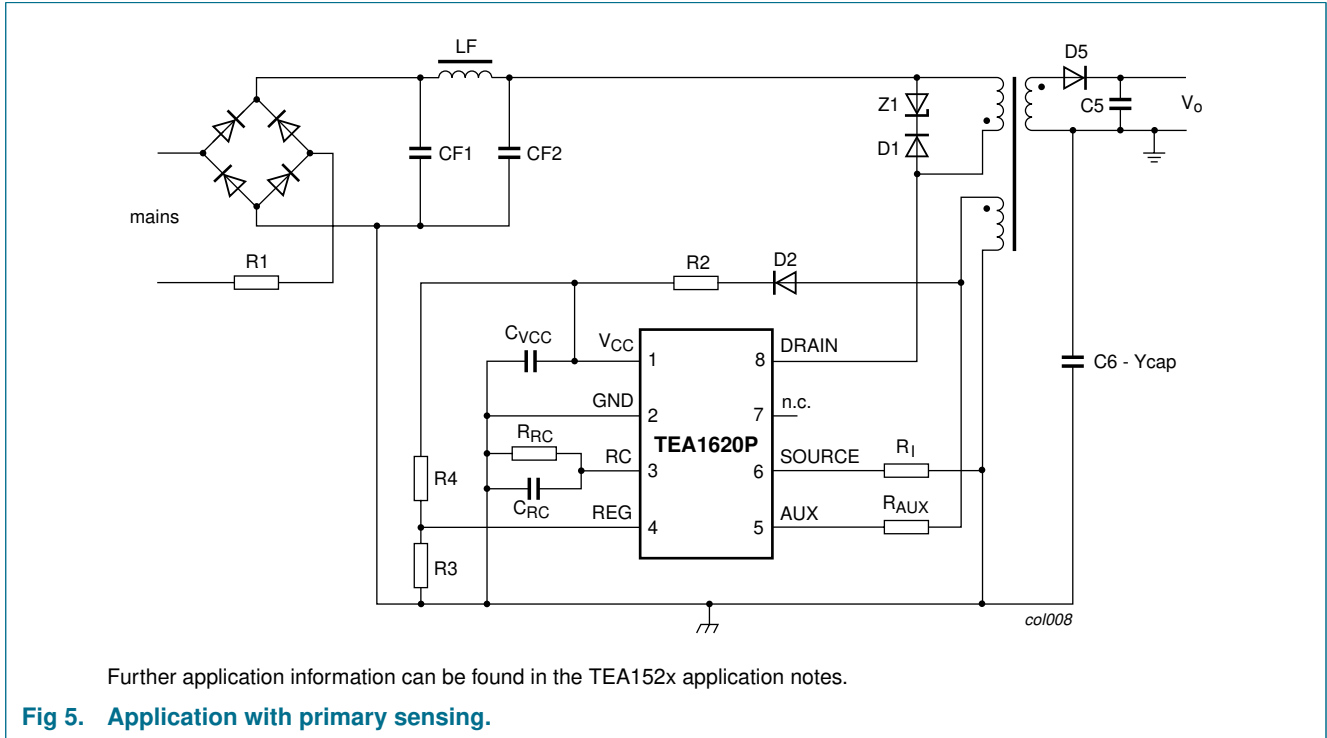 LF
D5
Z1
C5
Vo
CF1
CF2
D1
mains
R1
R2
D2
CVCC
VCC
1
8
DRAIN
C6 - Ycap
GND
2
7
n.c.
RRC
TEA1620P
RC
3
6
SOURCE
RI
R4
CRC
RAUX
REG
4
5
AUX
R3
col008
Further application information can be found in the TEA152x application notes.
Fig 5. Application with primary sensing.